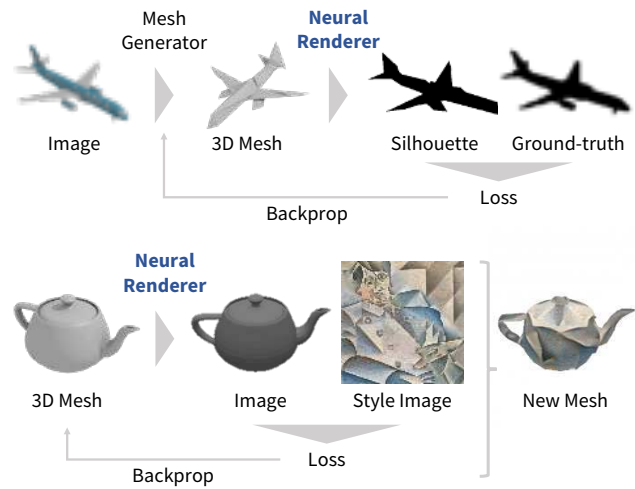 Mesh
Generator
Neural
Renderer
Image
3D Mesh
Silhouette
Ground-truth
Loss
Backprop
Neural
Renderer
3D Mesh
Image
Style Image
New Mesh
Loss
Backprop